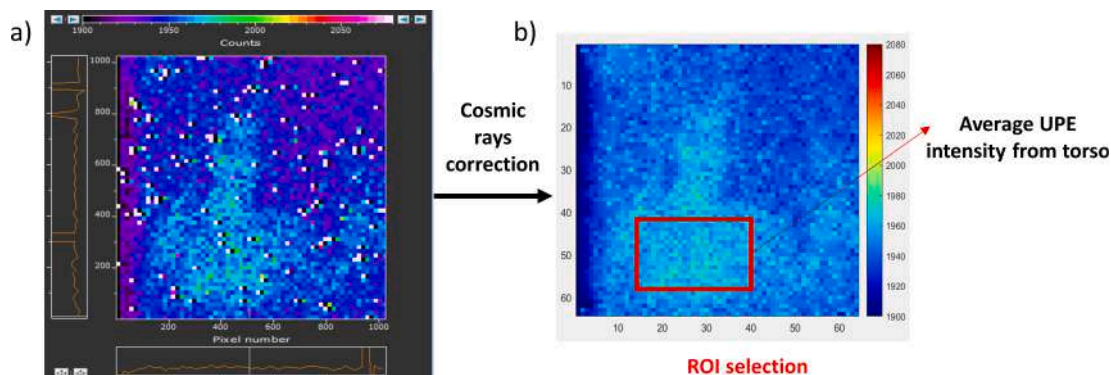 a)
1900 1950 2000 2050
Counts
1000
800
600
400
200
200 400 600 800 1000
Pixel number
Cosmic
rays
correction
b)
10
20
30
40
50
60
10 20 30 40 50 60
2080
2060
2040
2020
2000
1980
1960
1940
1920
1900
ROI selection
Average UPE
intensity from torso